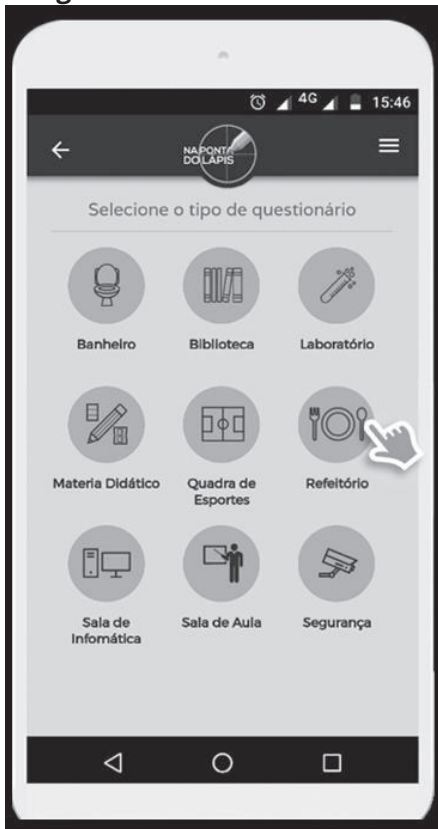 4G 15:46
NA PONTA
DO LÁPIS
Selecione o tipo de questionário
Banheiro
Biblioteca
Laboratório
Materia Didático
Quadra de
Esportes
Refeitório
Sala de
Infomática
Sala de Aula
Segurança